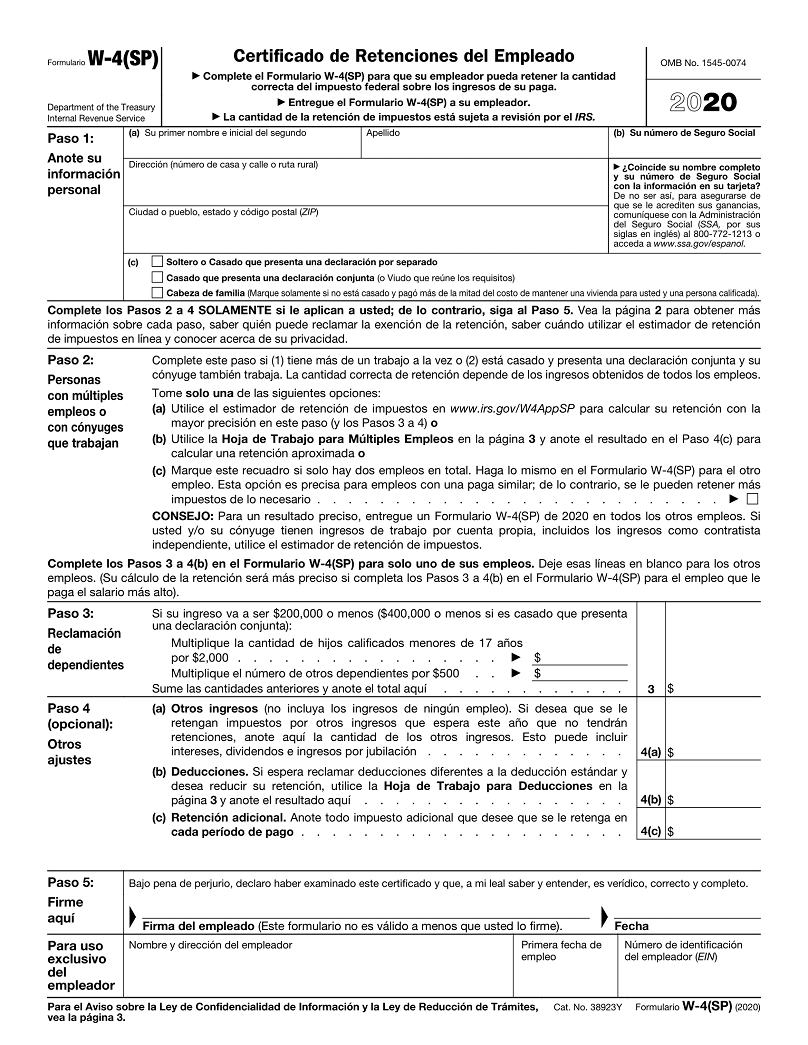 Formulario W-4(SP)
Department of the Treasury
Internal Revenue Service
Certificado de Retenciones del Empleado
▶ Complete el Formulario W-4(SP) para que su empleador pueda retener la cantidad
correcta del impuesto federal sobre los ingresos de su paga.
▶ Entregue el Formulario W-4(SP) a su empleador.
▶ La cantidad de la retención de impuestos está sujeta a revisión por el IRS.
OMB No. 1545-0074
2020
Paso 1:
Anote su
información
personal
(a) Su primer nombre e inicial del segundo
Apellido
(b) Su número de Seguro Social
Dirección (número de casa y calle o ruta rural)
Ciudad o pueblo, estado y código postal (ZIP)
▶ ¿Coincide su nombre completo
y su número de Seguro Social
con la información en su tarjeta?
De no ser así, para asegurarse de
que se le acrediten sus ganancias,
comuníquese con la Administración
del Seguro Social (SSA, por sus
siglas en inglés) al 800-772-1213 o
acceda a www.ssa.gov/espanol.
(c) Soltero o Casado que presenta una declaración por separado
Casado que presenta una declaración conjunta (o Viudo que reúne los requisitos)
Cabeza de familia (Marque solamente si no está casado y pagó más de la mitad del costo de mantener una vivienda para usted y una persona calificada).
Complete los Pasos 2 a 4 SOLAMENTE si le aplican a usted; de lo contrario, siga al Paso 5. Vea la página 2 para obtener más
información sobre cada paso, saber quién puede reclamar la exención de la retención, saber cuándo utilizar el estimador de retención
de impuestos en línea y conocer acerca de su privacidad.
Paso 2:
Personas
con múltiples
empleos o
con cónyuges
que trabajan
Complete este paso si (1) tiene más de un trabajo a la vez o (2) está casado y presenta una declaración conjunta y su
cónyuge también trabaja. La cantidad correcta de retención depende de los ingresos obtenidos de todos los empleos.
Tome solo una de las siguientes opciones:
(a) Utilice el estimador de retención de impuestos en www.irs.gov/W4AppSP para calcular su retención con la
mayor precisión en este paso (y los Pasos 3 a 4) o
(b) Utilice la Hoja de Trabajo para Múltiples Empleos en la página 3 y anote el resultado en el Paso 4(c) para
calcular una retención aproximada o
(c) Marque este recuadro si solo hay dos empleos en total. Haga lo mismo en el Formulario W-4(SP) para el otro
empleo. Esta opción es precisa para empleos con una paga similar; de lo contrario, se le pueden retener más
impuestos de lo necesario . . . . . . . . . . . . . . . . . . . . . . . . . ▶
CONSEJO: Para un resultado preciso, entregue un Formulario W-4(SP) de 2020 en todos los otros empleos. Si
usted y/o su cónyuge tienen ingresos de trabajo por cuenta propia, incluidos los ingresos como contratista
independiente, utilice el estimador de retención de impuestos.
Complete los Pasos 3 a 4(b) en el Formulario W-4(SP) para solo uno de sus empleos. Deje esas líneas en blanco para los otros
empleos. (Su cálculo de la retención será más preciso si completa los Pasos 3 a 4(b) en el Formulario W-4(SP) para el empleo que le
paga el salario más alto).
Paso 3:
Reclamación
de
dependientes
Si su ingreso va a ser $200,000 o menos ($400,000 o menos si es casado que presenta
una declaración conjunta):
Multiplique la cantidad de hijos calificados menores de 17 años
por $2,000 . . . . . . . . . . . . . . . . . ▶ $
Multiplique el número de otros dependientes por $500 . . ▶ $
Sume las cantidades anteriores y anote el total aquí . . . . . . . . . . . . 3 $
Paso 4
(opcional):
Otros
ajustes
(a) Otros ingresos (no incluya los ingresos de ningún empleo). Si desea que se le
retengan impuestos por otros ingresos que espera este año que no tendrán
retenciones, anote aquí la cantidad de los otros ingresos. Esto puede incluir
intereses, dividendos e ingresos por jubilación . . . . . . . . . . . . . 4(a) $
(b) Deducciones. Si espera reclamar deducciones diferentes a la deducción estándar y
desea reducir su retención, utilice la Hoja de Trabajo para Deducciones en la
página 3 y anote el resultado aquí . . . . . . . . . . . . . . . . . 4(b) $
(c) Retención adicional. Anote todo impuesto adicional que desee que se le retenga en
cada período de pago . . . . . . . . . . . . . . . . . . . . . 4(c) $
Paso 5:
Firme
aquí
Bajo pena de perjurio, declaro haber examinado este certificado y que, a mi leal saber y entender, es verídico, correcto y completo.
Firma del empleado (Este formulario no es válido a menos que usted lo firme).
Fecha
Para uso
exclusivo
del
empleador
Nombre y dirección del empleador
Primera fecha de
empleo
Número de identificación
del empleador (EIN)
Para el Aviso sobre la Ley de Confidencialidad de Información y la Ley de Reducción de Trámites,
vea la página 3.
Cat. No. 38923Y
Formulario W-4(SP) (2020)